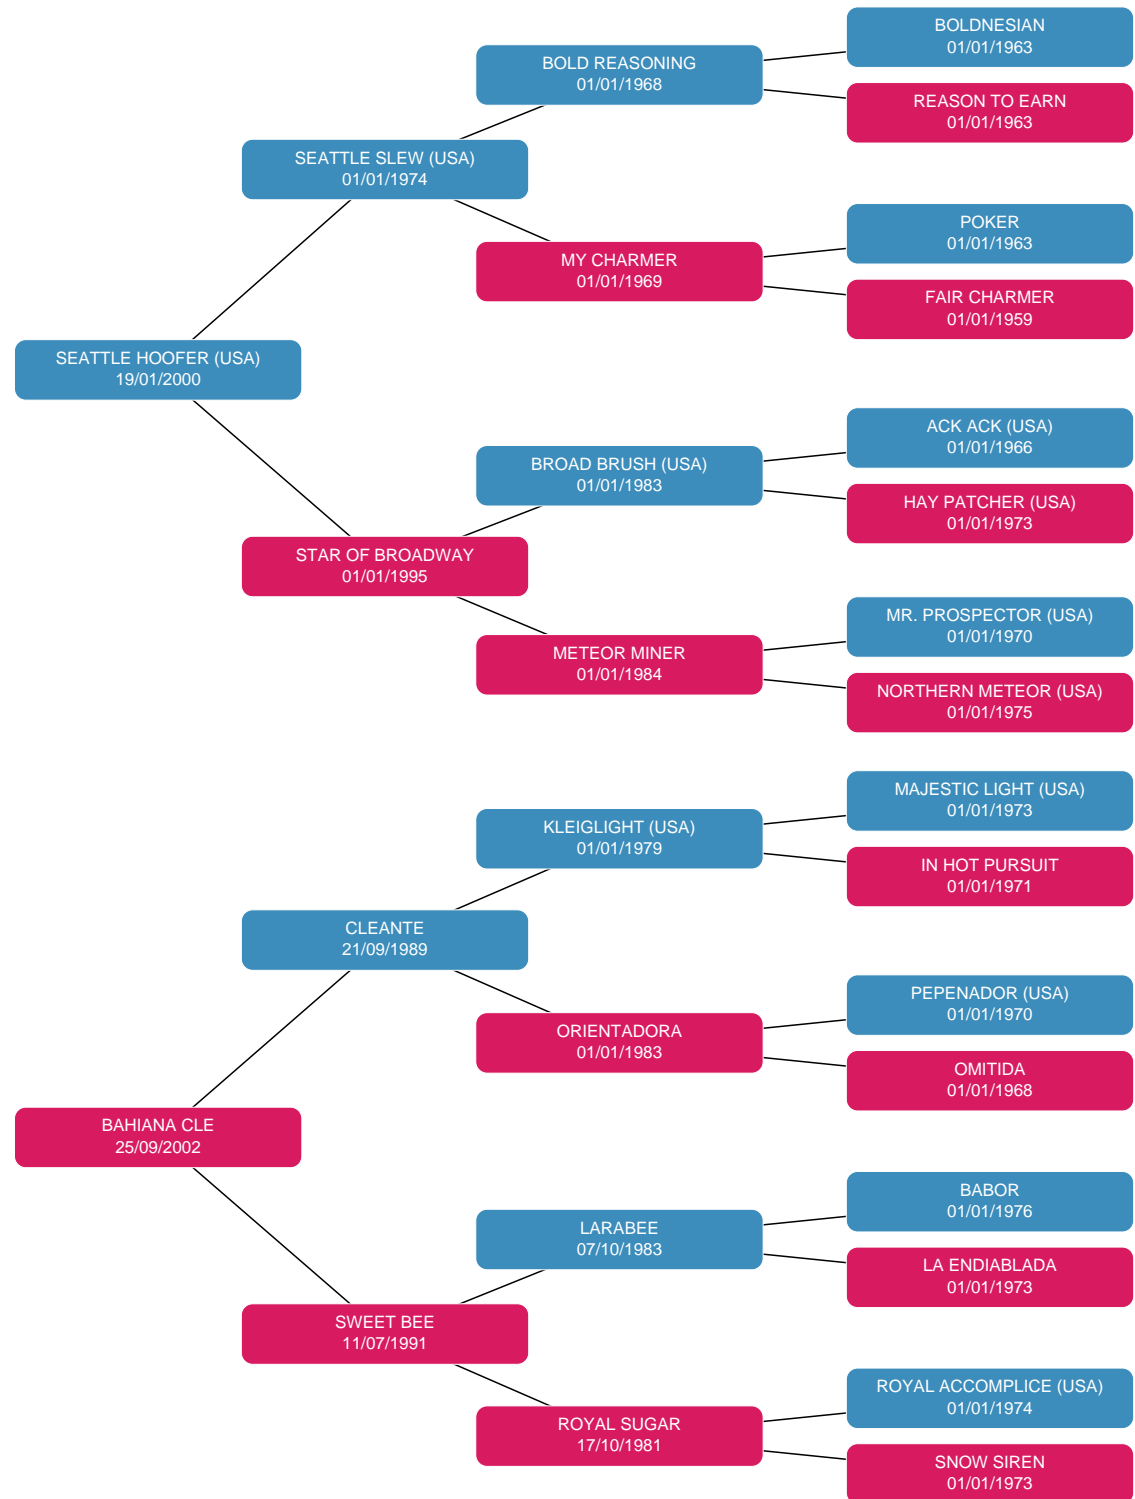 BOLDNESIAN
01/01/1963
BOLD REASONING
01/01/1968
REASON TO EARN
01/01/1963
SEATTLE SLEW (USA)
01/01/1974
POKER
01/01/1963
MY CHARMER
01/01/1969
FAIR CHARMER
01/01/1959
SEATTLE HOOFER (USA)
19/01/2000
ACK ACK (USA)
01/01/1966
BROAD BRUSH (USA)
01/01/1983
HAY PATCHER (USA)
01/01/1973
STAR OF BROADWAY
01/01/1995
MR. PROSPECTOR (USA)
01/01/1970
METEOR MINER
01/01/1984
NORTHERN METEOR (USA)
01/01/1975
MAJESTIC LIGHT (USA)
01/01/1973
KLEIGLIGHT (USA)
01/01/1979
IN HOT PURSUIT
01/01/1971
CLEANTE
21/09/1989
PEPENADOR (USA)
01/01/1970
ORIENTADORA
01/01/1983
OMITIDA
01/01/1968
BAHIANA CLE
25/09/2002
BABOR
01/01/1976
LARABEE
07/10/1983
LA ENDIABLADA
01/01/1973
SWEET BEE
11/07/1991
ROYAL ACCOMPLICE (USA)
01/01/1974
ROYAL SUGAR
17/10/1981
SNOW SIREN
01/01/1973